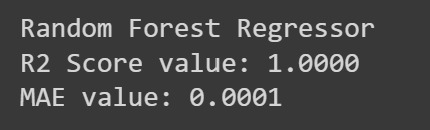 Random Forest Regressor
R2 Score value: 1.0000
MAE value: 0.0001